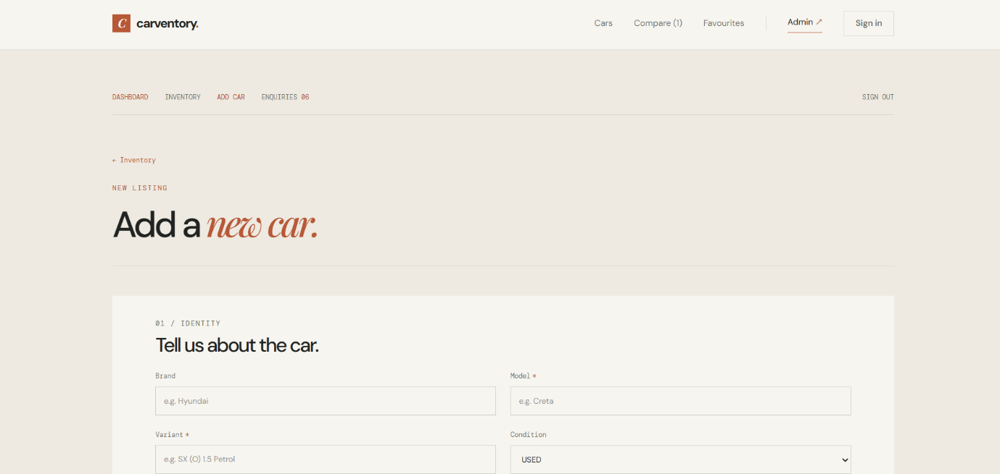 C carventory.
Cars Compare (1) Favourites Admin ↗ Sign in
DASHBOARD INVENTORY ADD CAR ENQUIRIES 06 SIGN OUT
← Inventory
NEW LISTING
Add a new car.
01 / IDENTITY
Tell us about the car.
Brand Model *
e.g. Hyundai e.g. Creta
Variant * Condition
e.g. SX (O) 1.5 Petrol USED